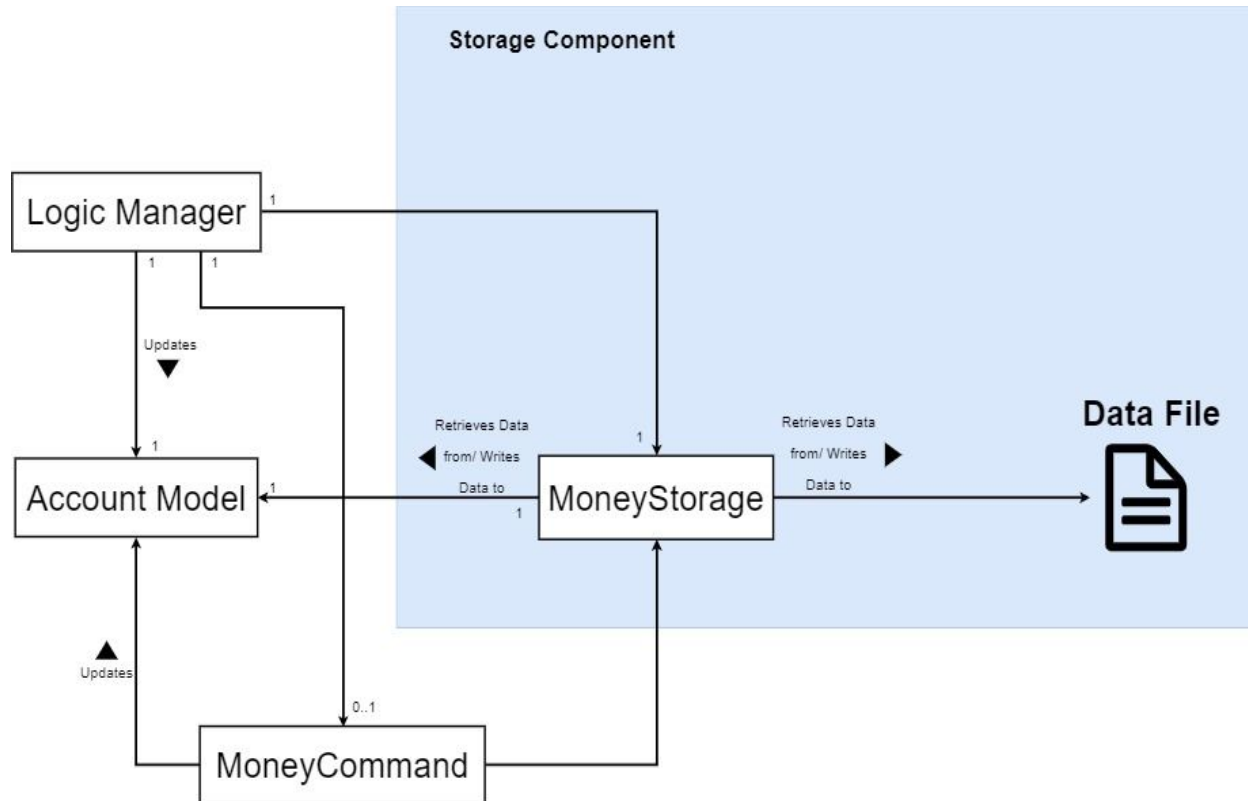 Storage Component
Logic Manager
1
1
1
Updates
Retrieves Data
from/ Writes
Data to
1
Retrieves Data
from/ Writes
Data to
Data File
1
1
Account Model
1
MoneyStorage
Updates
0..1
MoneyCommand